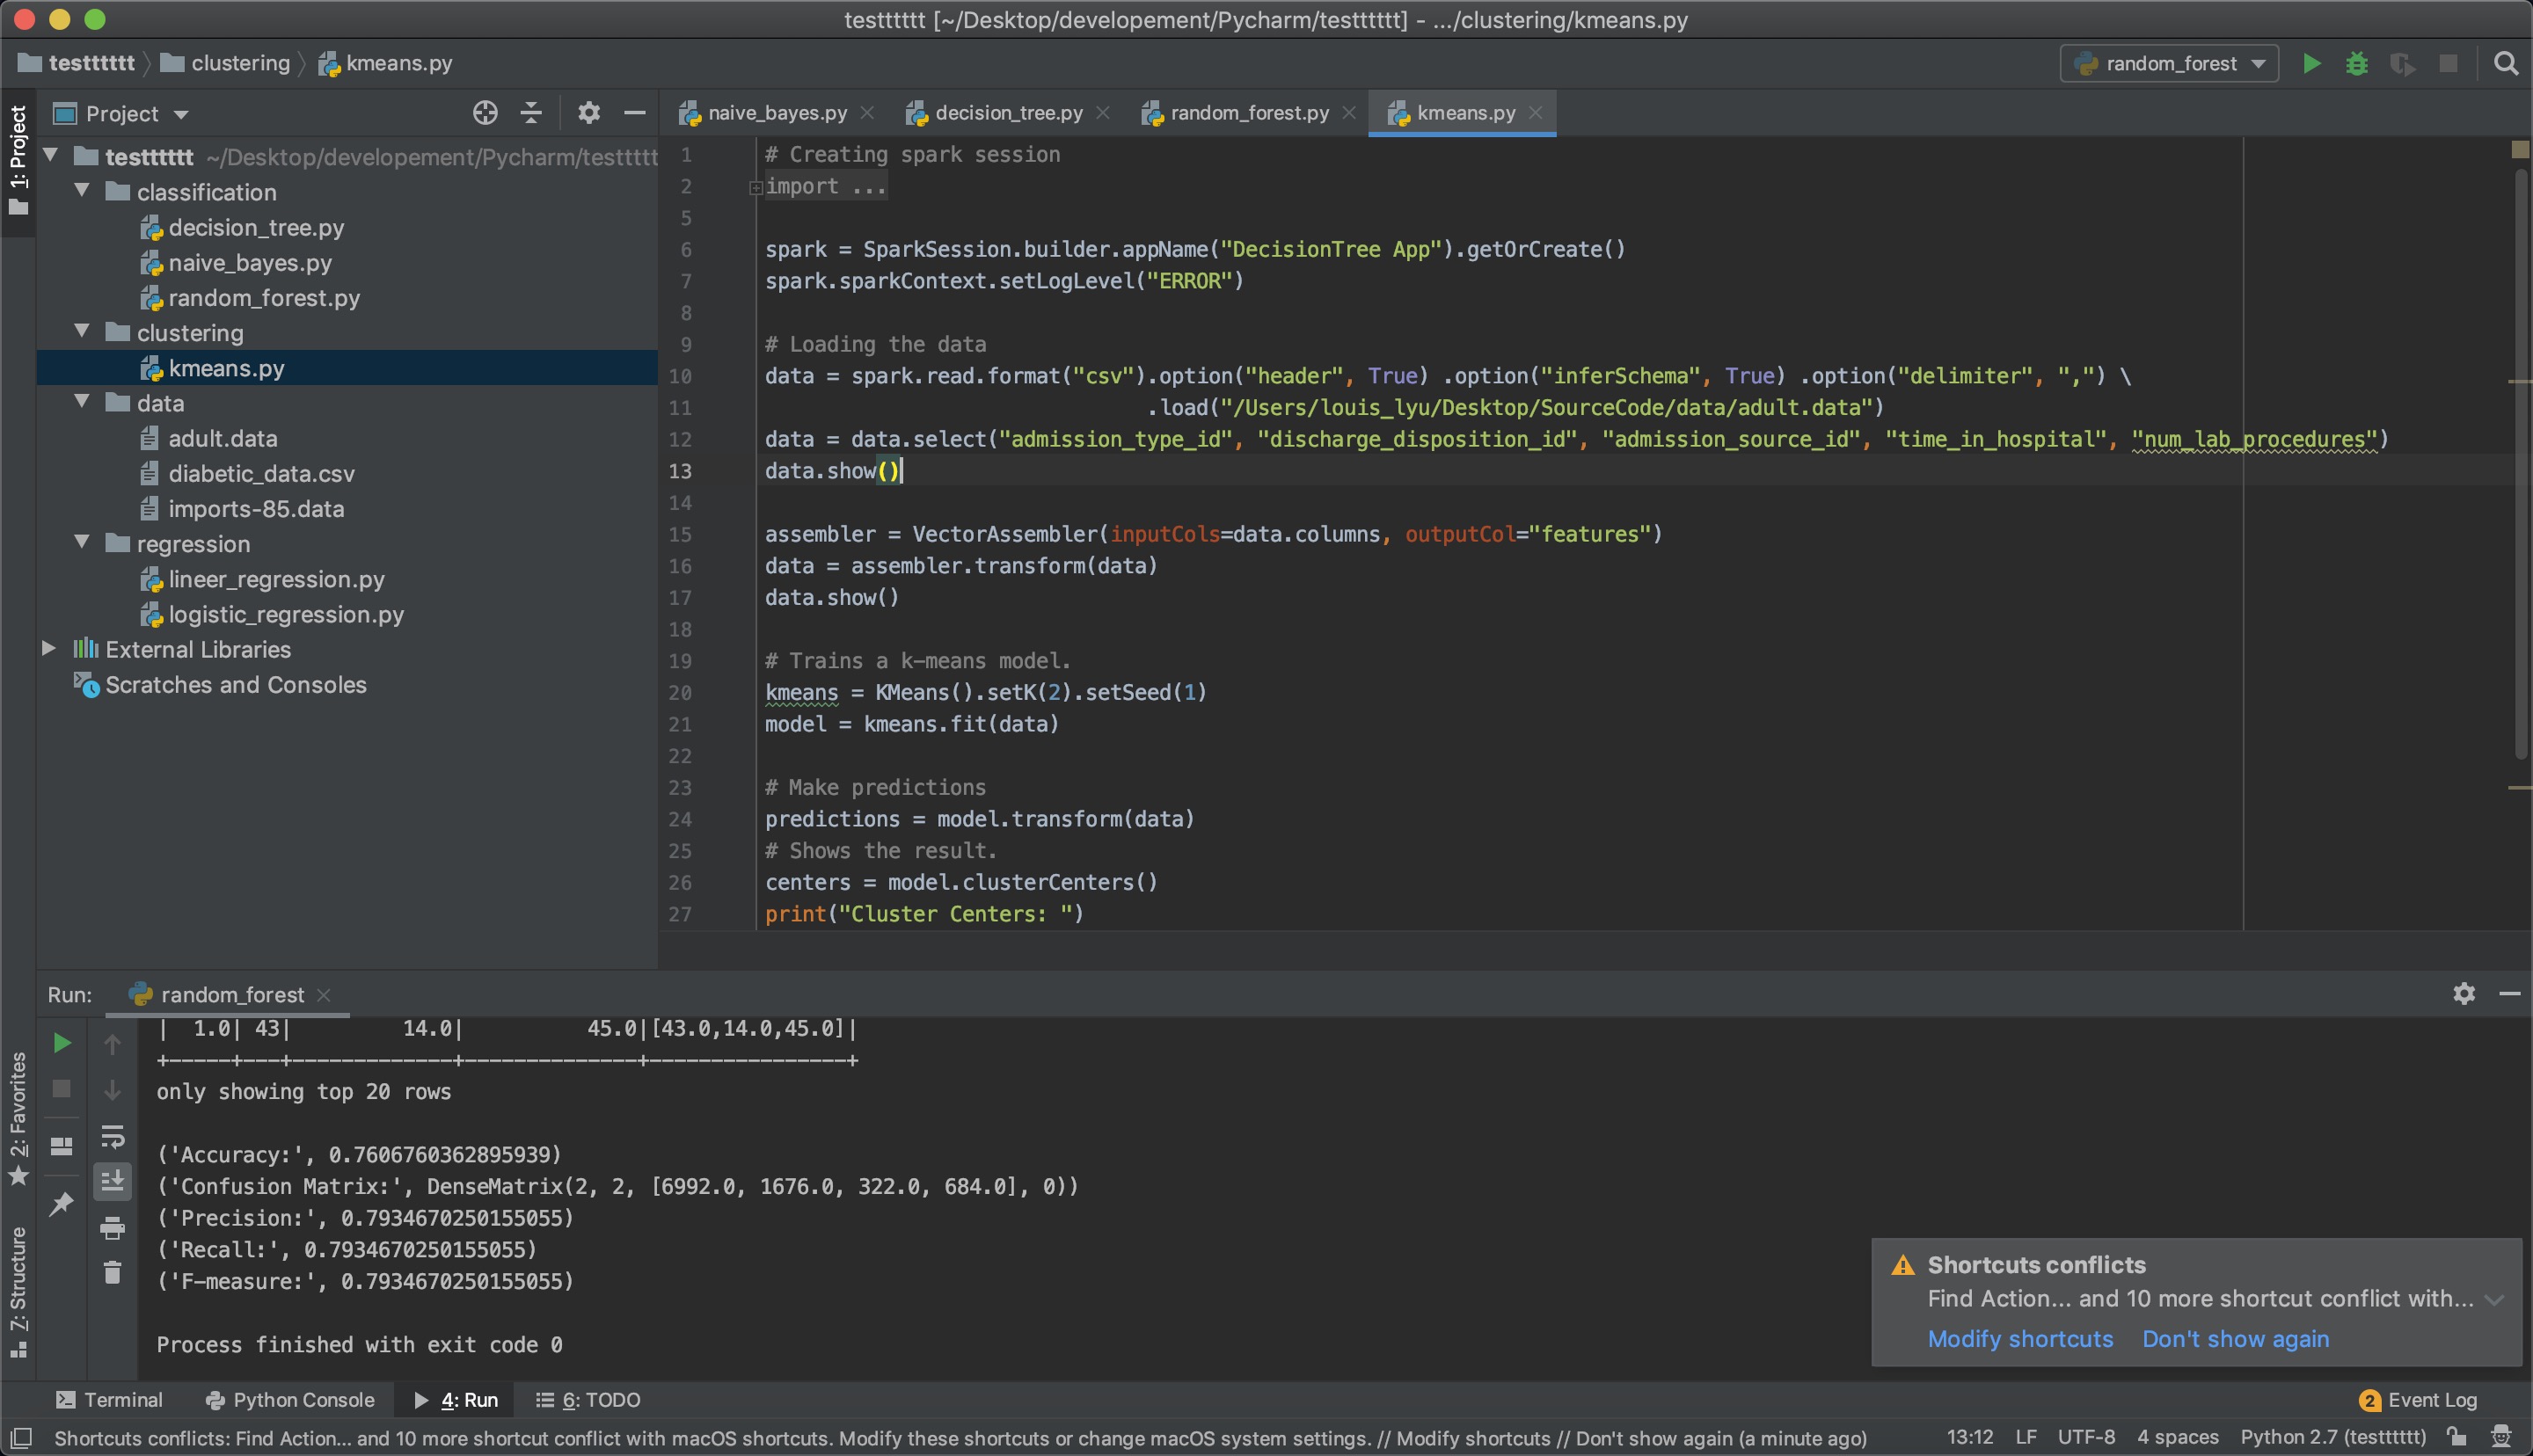 testttttt [~/Desktop/developement/Pycharm/testttttt] - .../clustering/kmeans.py
testttttt clustering kmeans.py random_forest
1: Project
Project
naive_bayes.py decision_tree.py random_forest.py kmeans.py
testttttt ~/Desktop/developement/Pycharm/testtttt
classification
decision_tree.py
naive_bayes.py
random_forest.py
clustering
kmeans.py
data
adult.data
diabetic_data.csv
imports-85.data
regression
lineer_regression.py
logistic_regression.py
External Libraries
Scratches and Consoles
1 # Creating spark session
2 import ...
5
6 spark = SparkSession.builder.appName("DecisionTree App").getOrCreate()
7 spark.sparkContext.setLogLevel("ERROR")
8
9 # Loading the data
10 data = spark.read.format("csv").option("header", True) .option("inferSchema", True) .option("delimiter", ",") \
11 .load("/Users/louis_lyu/Desktop/SourceCode/data/adult.data")
12 data = data.select("admission_type_id", "discharge_disposition_id", "admission_source_id", "time_in_hospital", "num_lab_procedures")
13 data.show()
14
15 assembler = VectorAssembler(inputCols=data.columns, outputCol="features")
16 data = assembler.transform(data)
17 data.show()
18
19 # Trains a k-means model.
20 kmeans = KMeans().setK(2).setSeed(1)
21 model = kmeans.fit(data)
22
23 # Make predictions
24 predictions = model.transform(data)
25 # Shows the result.
26 centers = model.clusterCenters()
27 print("Cluster Centers: ")
Run: random_forest
| 1.0| 43| 14.0| 45.0|[43.0,14.0,45.0]|
+-----+---+-------------+--------------+----------------+
only showing top 20 rows
('Accuracy:', 0.7606760362895939)
('Confusion Matrix:', DenseMatrix(2, 2, [6992.0, 1676.0, 322.0, 684.0], 0))
('Precision:', 0.7934670250155055)
('Recall:', 0.7934670250155055)
('F-measure:', 0.7934670250155055)
Process finished with exit code 0
2: Favorites
7: Structure
Shortcuts conflicts
Find Action... and 10 more shortcut conflict with...
Modify shortcuts Don't show again
Terminal Python Console 4: Run 6: TODO 2 Event Log
Shortcuts conflicts: Find Action... and 10 more shortcut conflict with macOS shortcuts. Modify these shortcuts or change macOS system settings. // Modify shortcuts // Don't show again (a minute ago) 13:12 LF UTF-8 4 spaces Python 2.7 (testttttt)